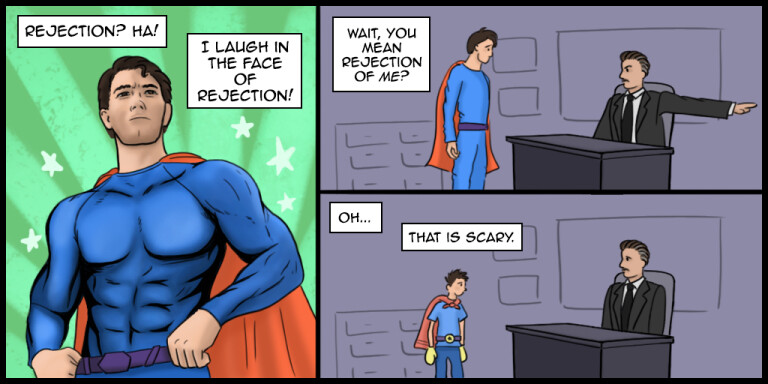 REJECTION? HA!
I LAUGH IN
THE FACE
OF
REJECTION!
WAIT, YOU
MEAN
REJECTION
OF ME?
OH...
THAT IS SCARY.